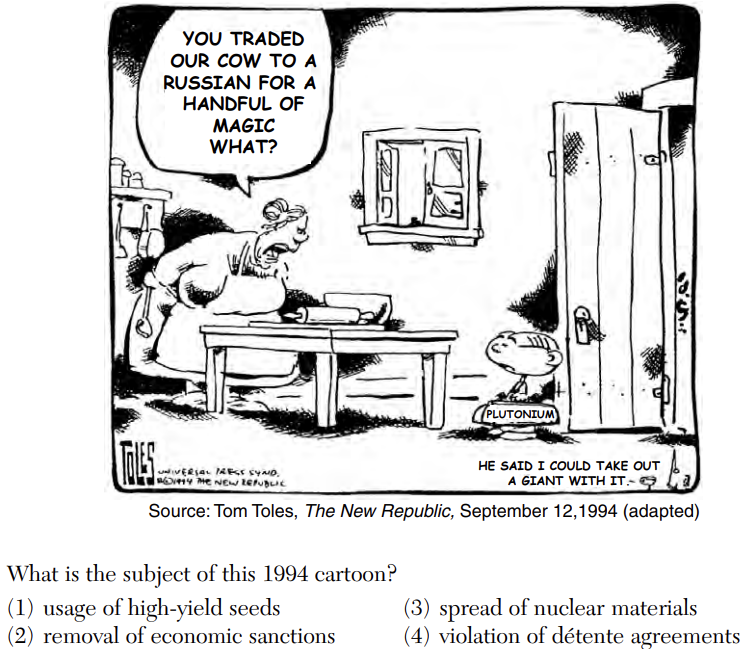 YOU TRADED
OUR COW TO A
RUSSIAN FOR A
HANDFUL OF
MAGIC
WHAT?
PLUTONIUM
TOLES
UNIVERSAL PRESS SYND.
©1994 THE NEW REPUBLIC
HE SAID I COULD TAKE OUT
A GIANT WITH IT.-
Source: Tom Toles, The New Republic, September 12,1994 (adapted)
What is the subject of this 1994 cartoon?
(1) usage of high-yield seeds
(2) removal of economic sanctions
(3) spread of nuclear materials
(4) violation of détente agreements